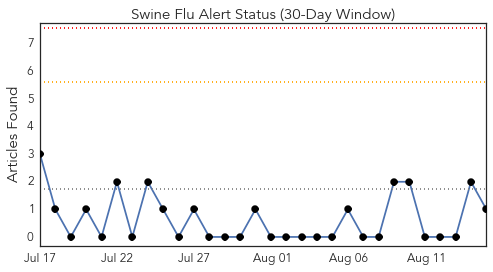 Swine Flu Alert Status (30-Day Window)
Articles Found
7
6
5
4
3
2
1
0
Jul 17
Jul 22
Jul 27
Aug 01
Aug 06
Aug 11